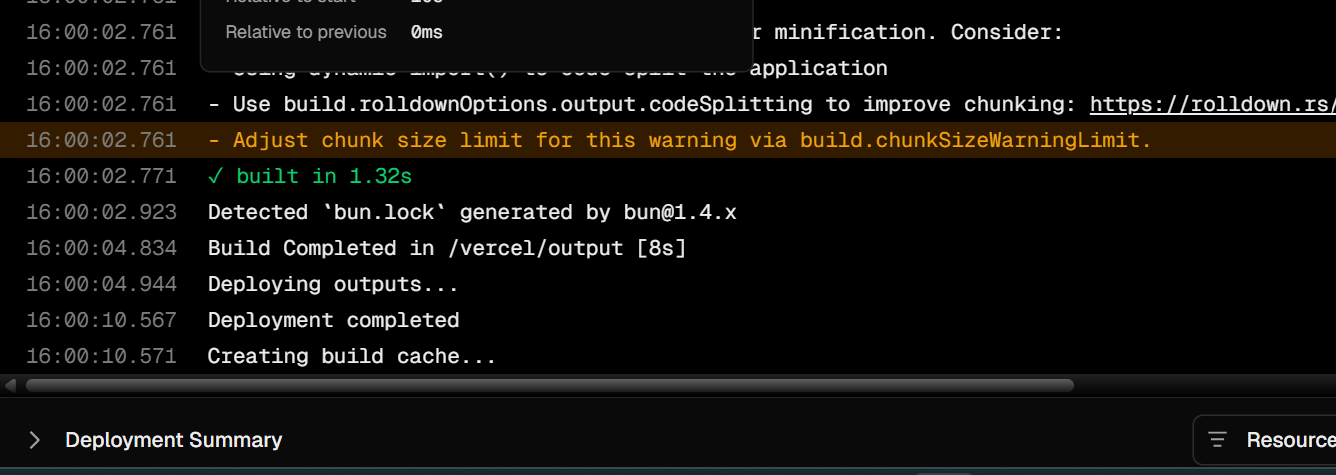 16:00:02.761
Relative to previous 0ms
16:00:02.761 r minification. Consider:
16:00:02.761 application
16:00:02.761 - Use build.rolldownOptions.output.codeSplitting to improve chunking: https://rolldown.rs/
16:00:02.761 - Adjust chunk size limit for this warning via build.chunkSizeWarningLimit.
16:00:02.771 ✓ built in 1.32s
16:00:02.923 Detected `bun.lock` generated by bun@1.4.x
16:00:04.834 Build Completed in /vercel/output [8s]
16:00:04.944 Deploying outputs...
16:00:10.567 Deployment completed
16:00:10.571 Creating build cache...
Deployment Summary
Resource